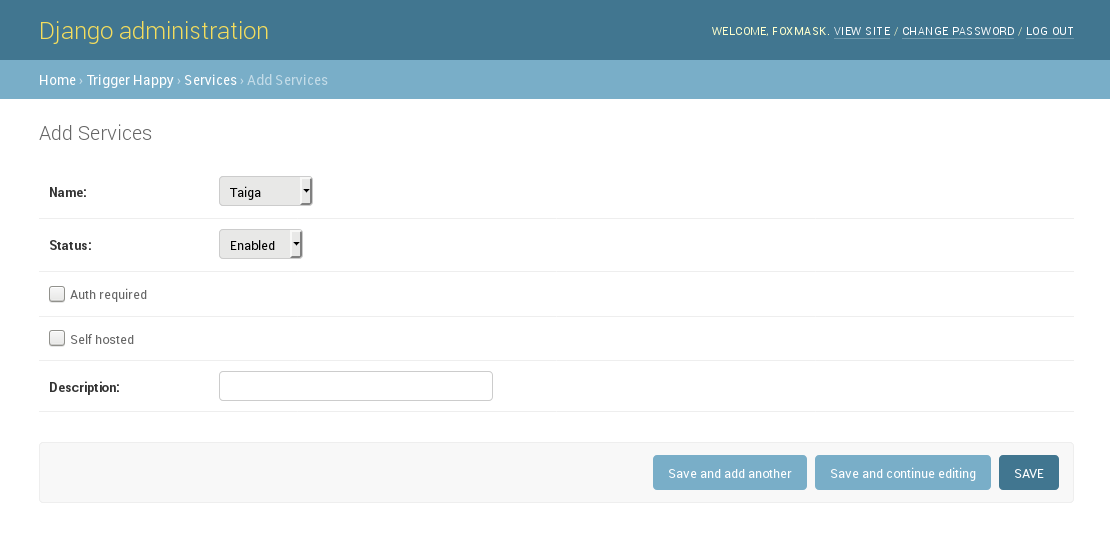 Django administration
WELCOME, FOXMASK. VIEW SITE / CHANGE PASSWORD / LOG OUT
Home › Trigger Happy › Services › Add Services
Add Services
Name: Taiga
Status: Enabled
Auth required
Self hosted
Description:
Save and add another Save and continue editing SAVE